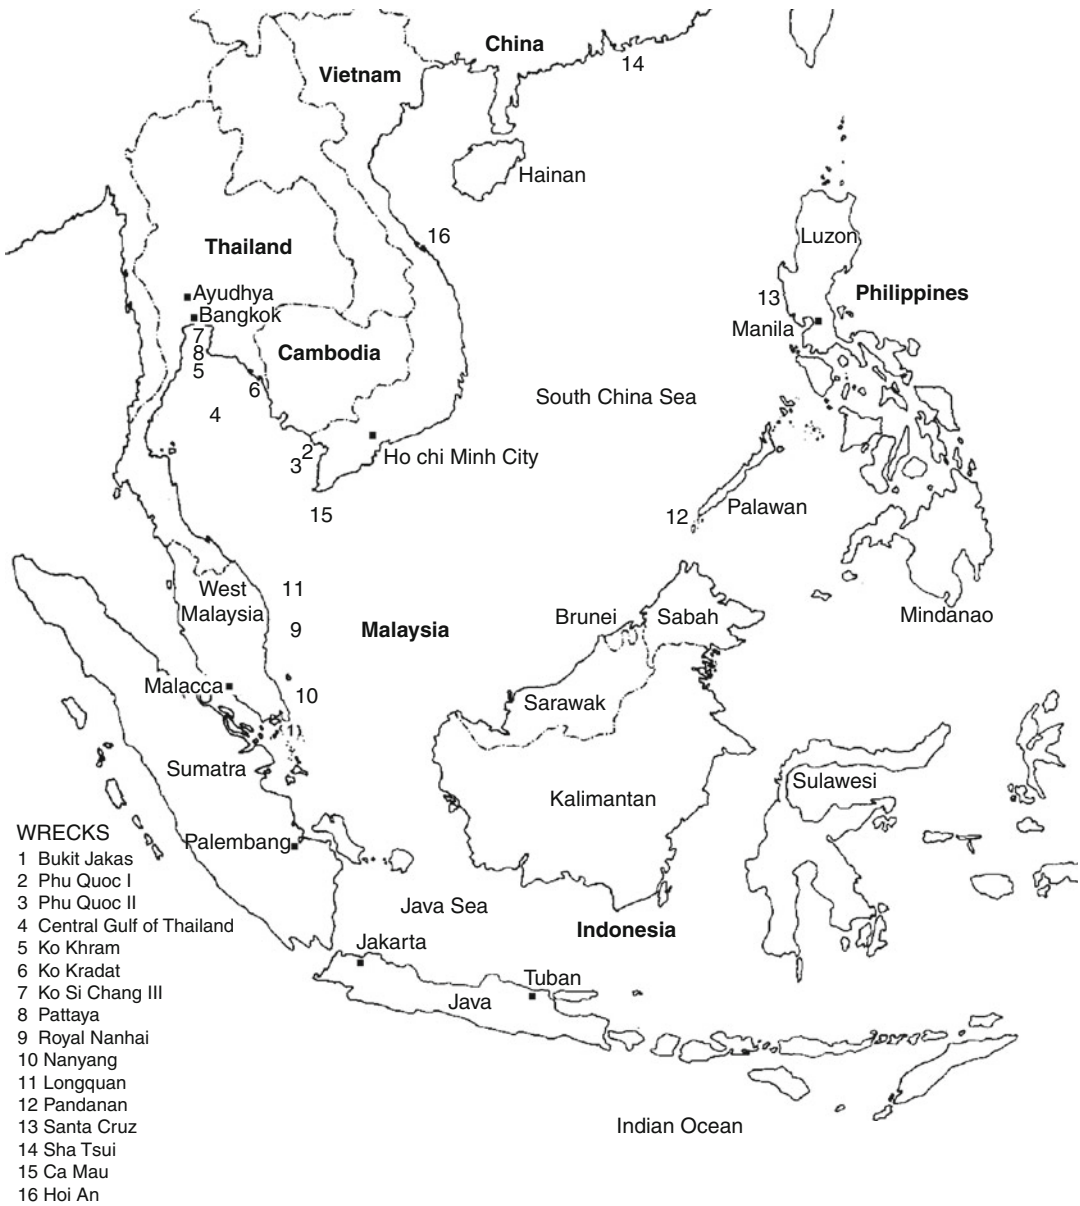 China
14
Vietnam
Hainan
16
Luzon
Thailand
Ayudhya
13
Philippines
Bangkok
Manila
7
8
Cambodia
5
6
South China Sea
4
2
Ho chi Minh City
3
15
12
Palawan
West
Malaysia
11
Brunei
Sabah
Mindanao
9
Malaysia
Malacca
10
Sarawak
Sumatra
Sulawesi
Kalimantan
Palembang
Java Sea
Indonesia
Jakarta
Tuban
Java
Indian Ocean
WRECKS
1 Bukit Jakas
2 Phu Quoc I
3 Phu Quoc II
4 Central Gulf of Thailand
5 Ko Khram
6 Ko Kradat
7 Ko Si Chang III
8 Pattaya
9 Royal Nanhai
10 Nanyang
11 Longquan
12 Pandanan
13 Santa Cruz
14 Sha Tsui
15 Ca Mau
16 Hoi An